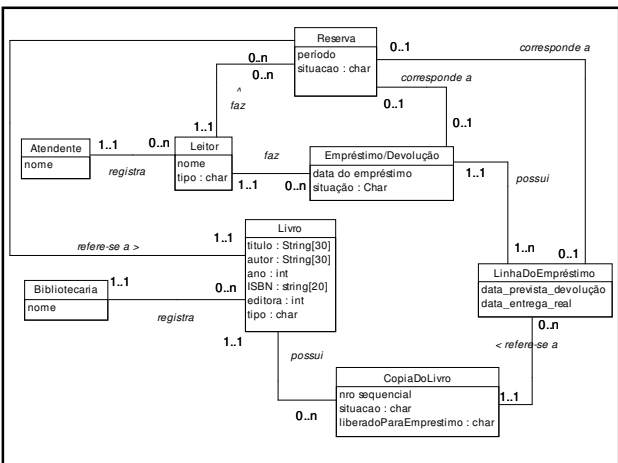 Reserva
período
situacao : char
0..n
0..n
^
faz
1..1
0..1
corresponde a
corresponde a
0..1
0..1
Atendente
nome
1..1
0..n
registra
Leitor
nome
tipo : char
faz
1..1
0..n
Empréstimo/Devolução
data do empréstimo
situação : Char
1..1
possui
1..n
0..1
refere-se a >
1..1
Livro
titulo : String[30]
autor : String[30]
ano : int
ISBN : string[20]
editora : int
tipo : char
Bibliotecaria
nome
1..1
0..n
registra
1..1
possui
0..n
LinhaDoEmpréstimo
data_prevista_devolução
data_entrega_real
0..n
< refere-se a
CopiaDoLivro
nro sequencial
situacao : char
liberadoParaEmprestimo : char
1..1